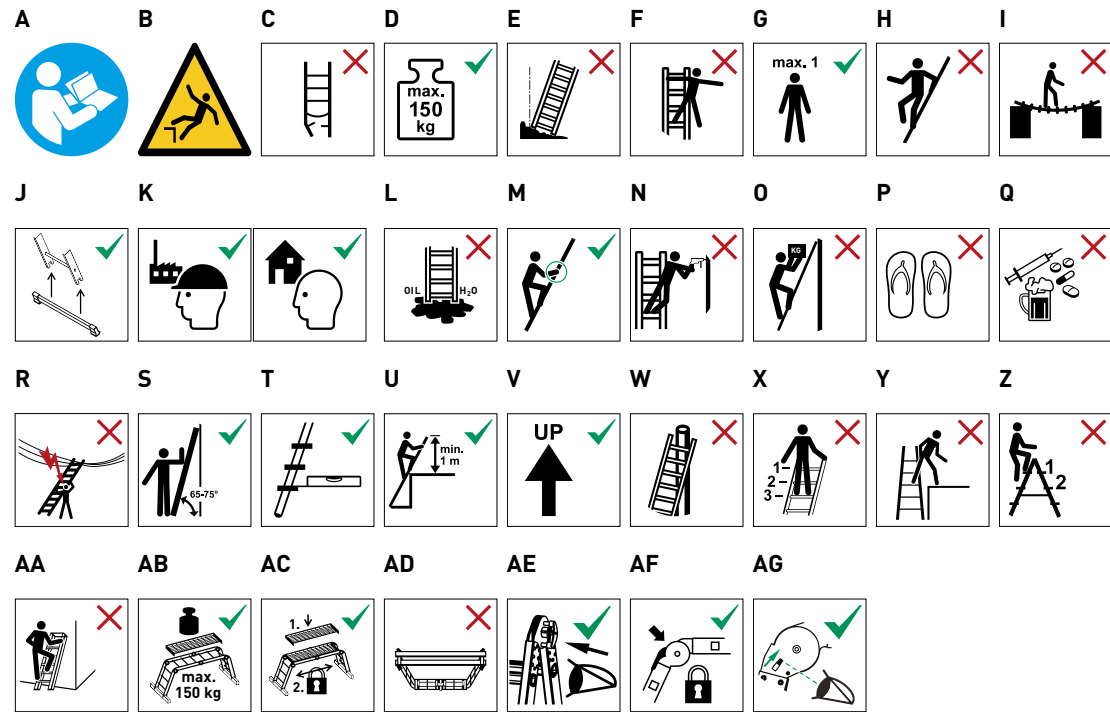 A B C D E F G H I
max.
150
kg
max. 1
J K L M N O P Q
OIL H₂O
KG
R S T U V W X Y Z
65-75°
min.
1 m
UP
1
2
3
1
2
AA AB AC AD AE AF AG
max.
150 kg
1.
2.